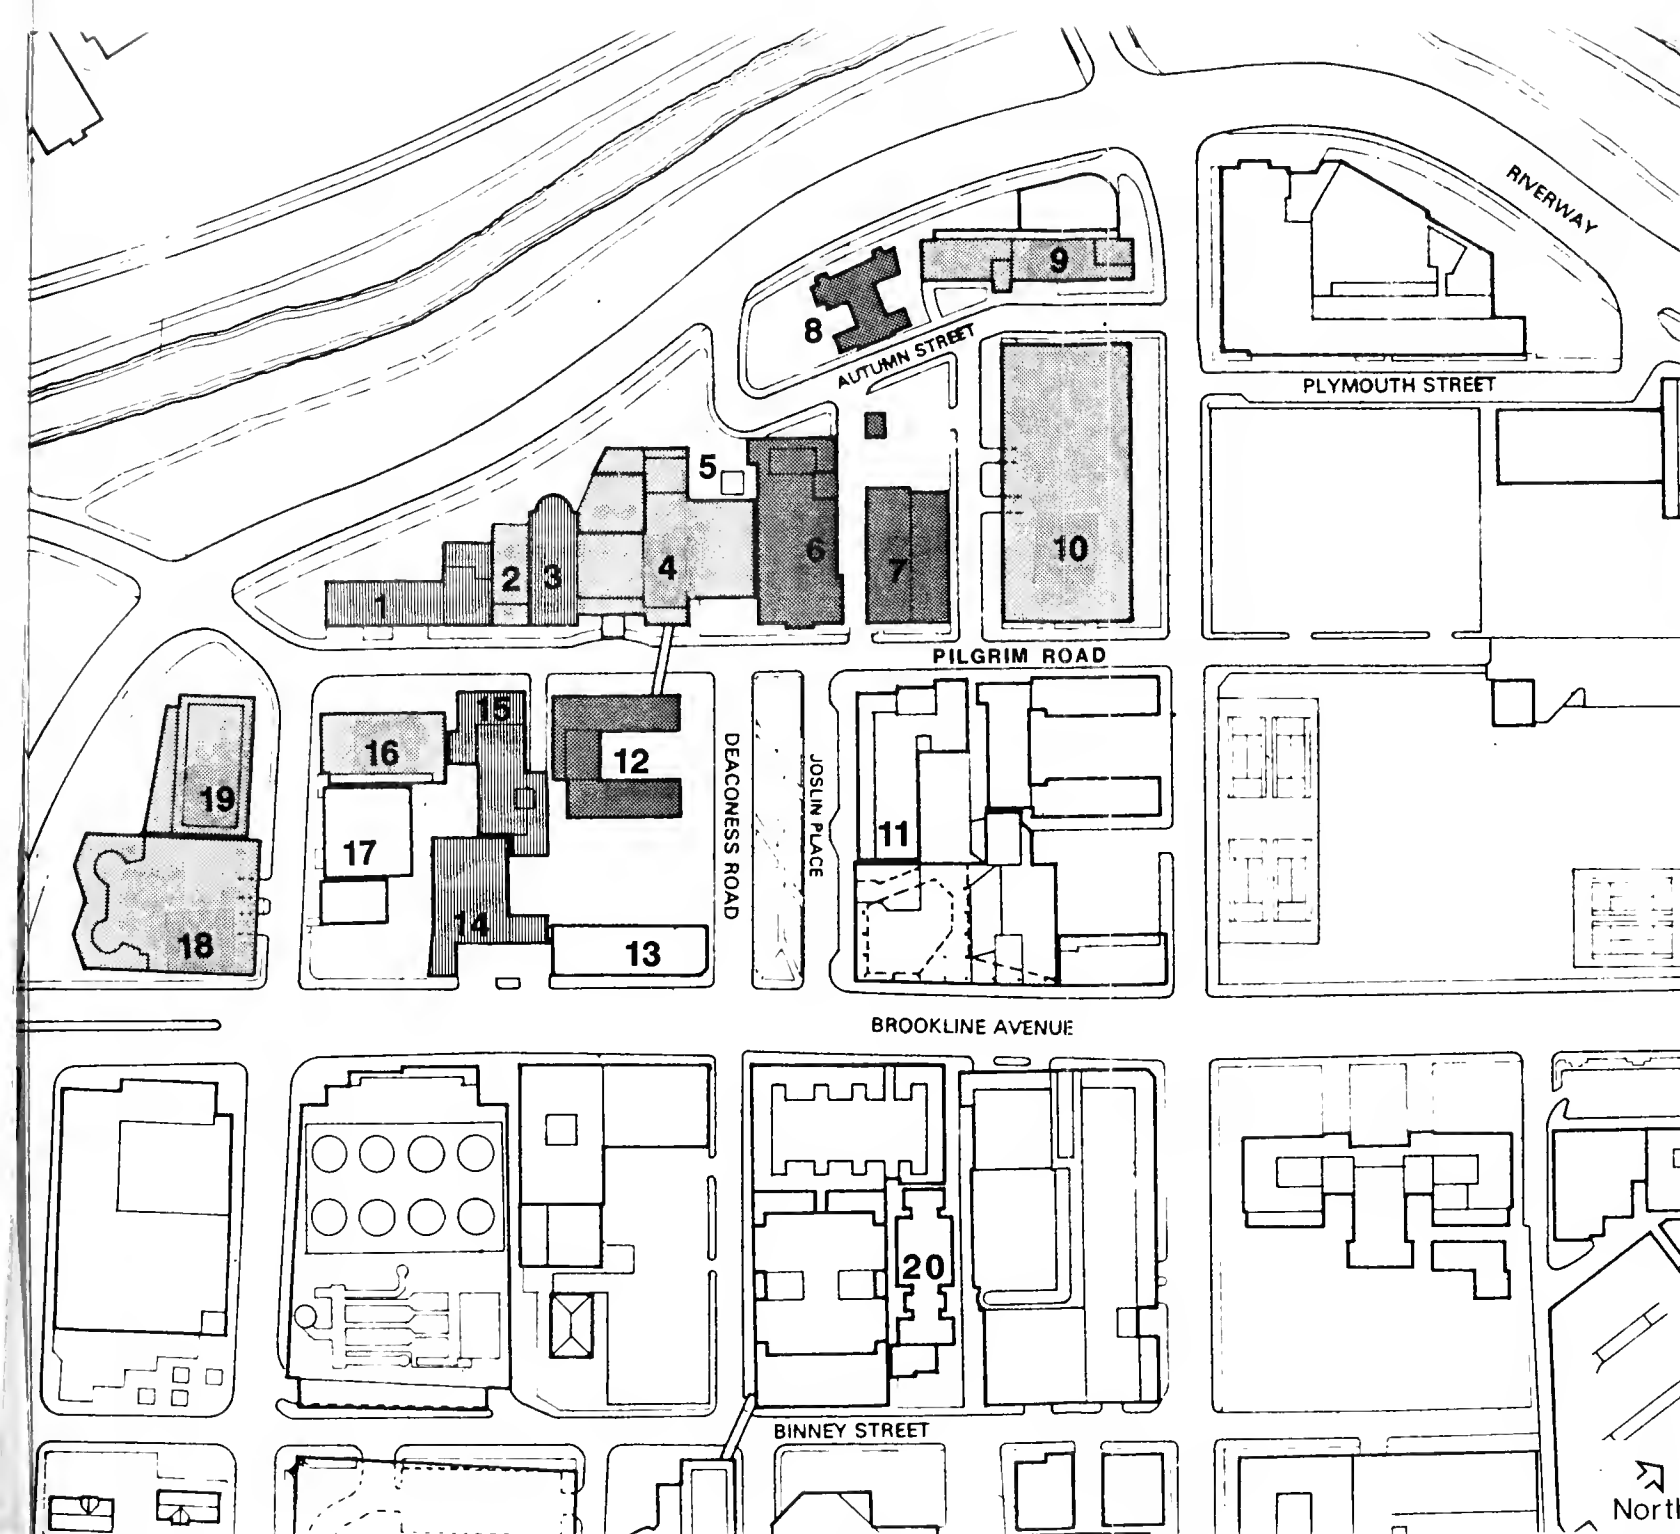 RIVERWAY
9
8
AUTUMN STREET
PLYMOUTH STREET
5
10
6
7
4
3
2
1
PILGRIM ROAD
15
16
12
19
DEACONESS ROAD
JOSLIN PLACE
11
17
14
13
18
BROOKLINE AVENUE
20
BINNEY STREET
North